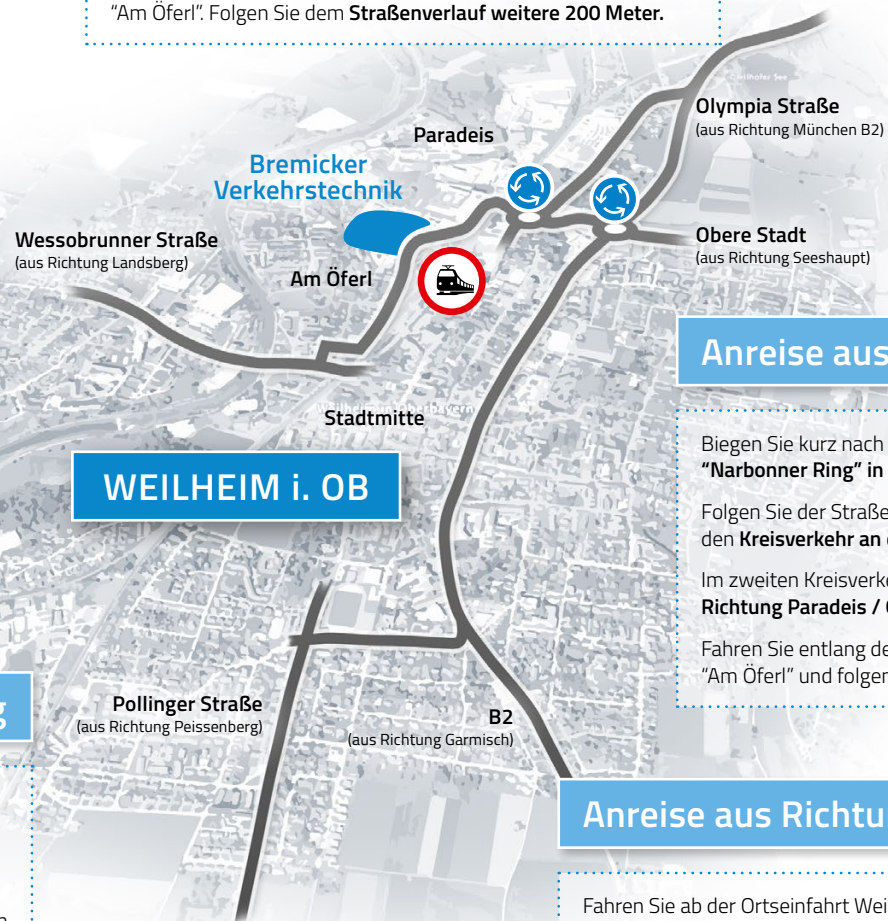 "Am Öferl". Folgen Sie dem Straßenverlauf weitere 200 Meter.
Olympia Straße
(aus Richtung München B2)
Paradeis
Bremicker
Verkehrstechnik
Wessobrunner Straße
(aus Richtung Landsberg)
Obere Stadt
(aus Richtung Seeshaupt)
Am Öferl
Anreise aus
Stadtmitte
Biegen Sie kurz nach
"Narbonner Ring" in
WEILHEIM i. OB
Folgen Sie der Straße
den Kreisverkehr an
Im zweiten Kreisverke
Richtung Paradeis /
Fahren Sie entlang de
"Am Öferl" und folgen
g
Pollinger Straße
(aus Richtung Peissenberg)
B2
(aus Richtung Garmisch)
Anreise aus Richtu
Fahren Sie ab der Ortseinfahrt Wei